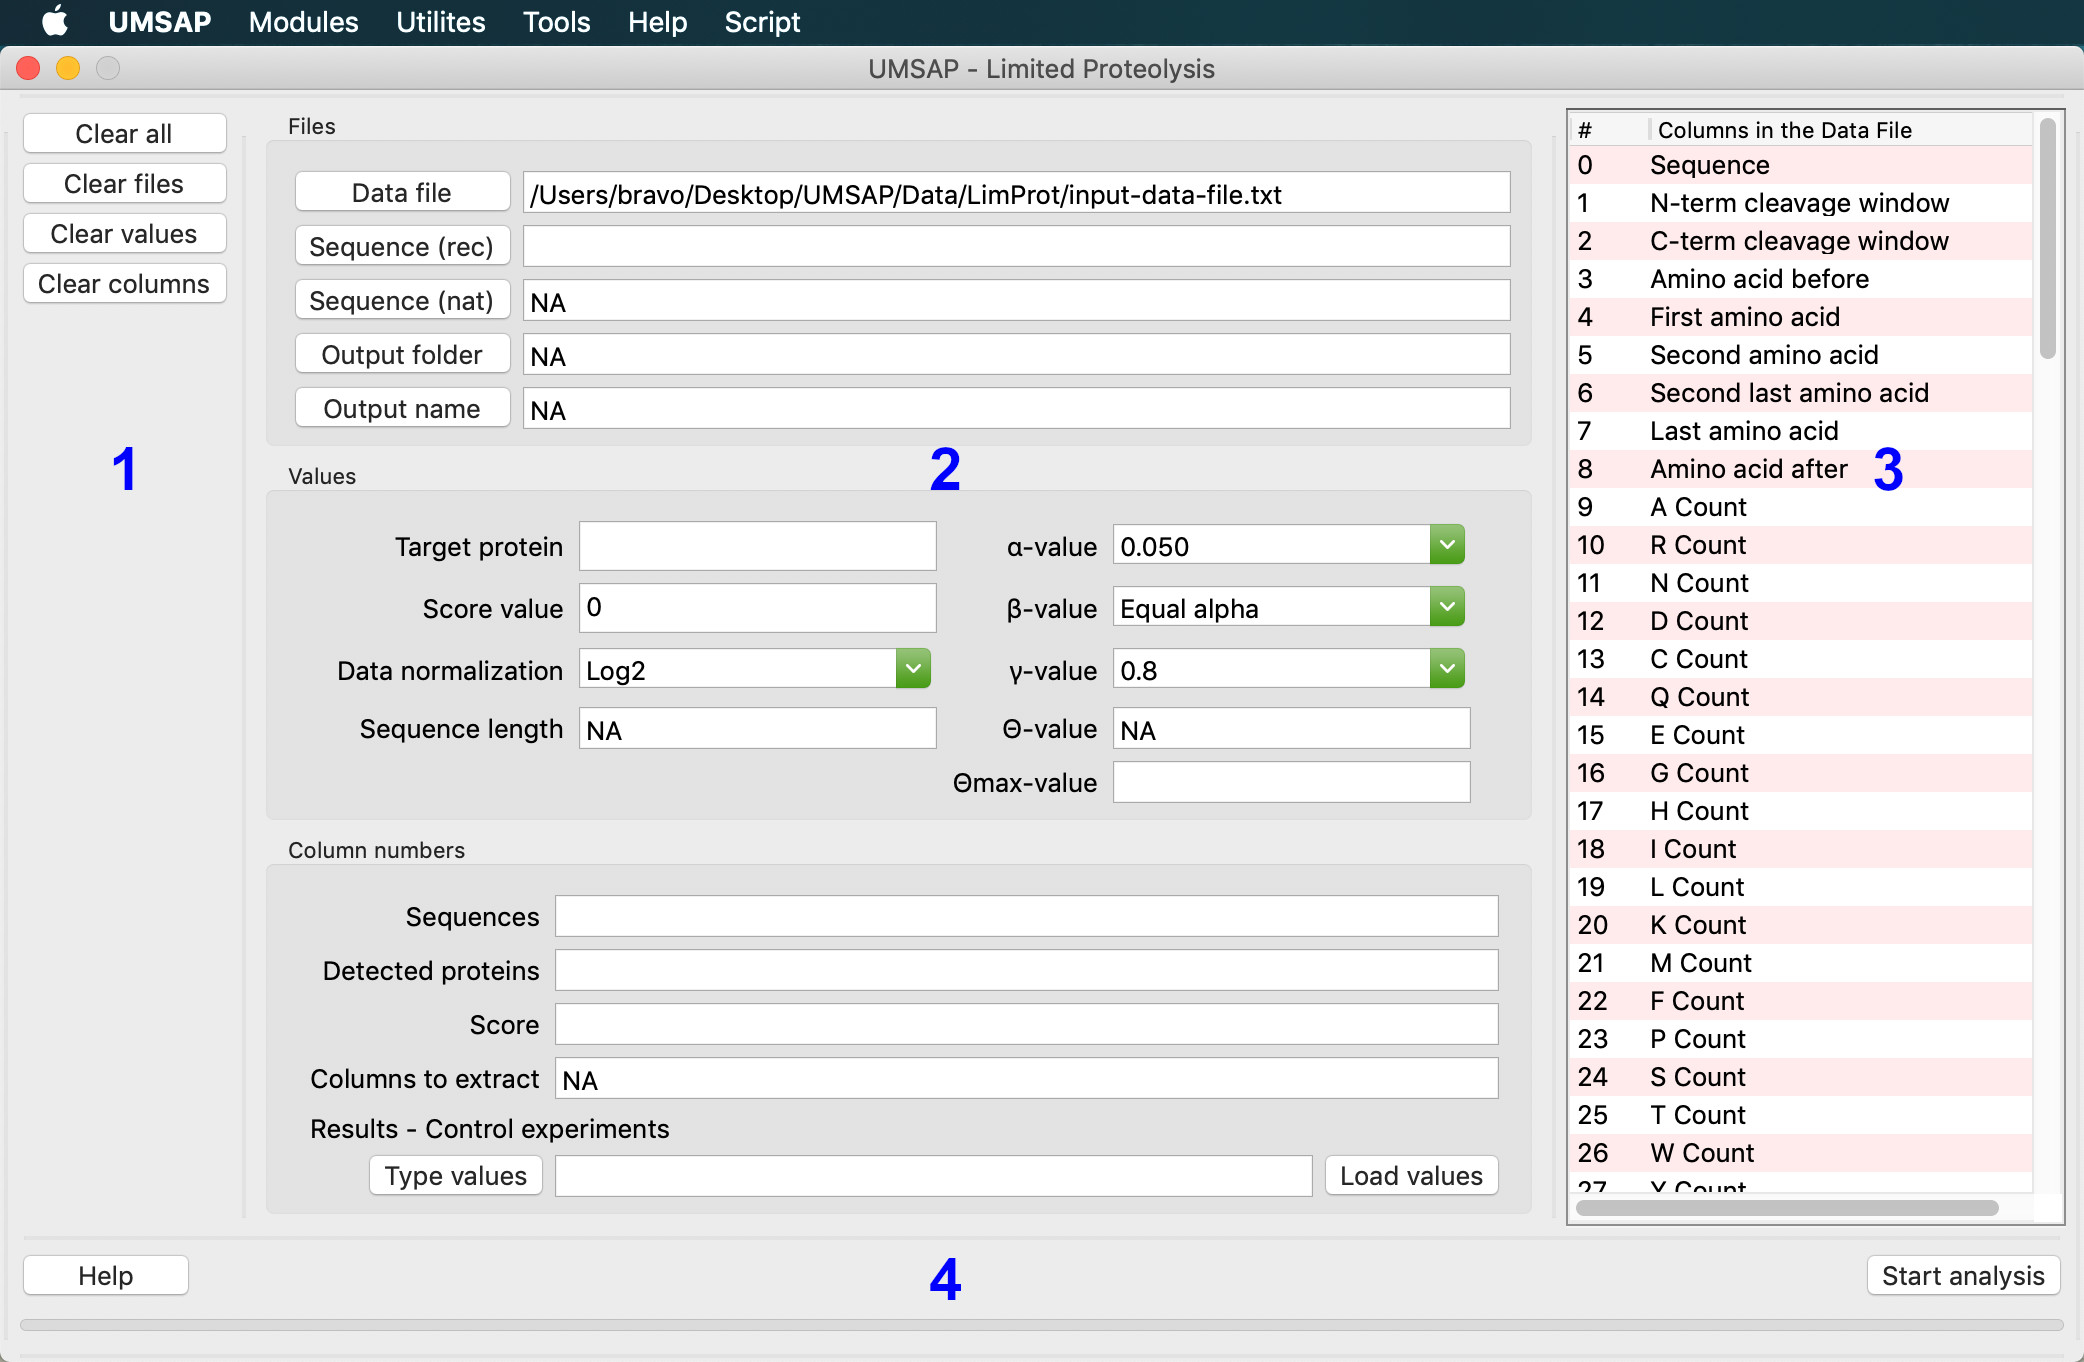 UMSAP Modules Utilites Tools Help Script
UMSAP - Limited Proteolysis
Clear all
Clear files
Clear values
Clear columns
1
Files
Data file /Users/bravo/Desktop/UMSAP/Data/LimProt/input-data-file.txt
Sequence (rec)
Sequence (nat) NA
Output folder NA
Output name NA
2
Values
Target protein
Score value 0
Data normalization Log2
Sequence length NA
α-value 0.050
β-value Equal alpha
γ-value 0.8
Θ-value NA
Θmax-value
Column numbers
Sequences
Detected proteins
Score
Columns to extract NA
Results - Control experiments
Type values Load values
# Columns in the Data File
0 Sequence
1 N-term cleavage window
2 C-term cleavage window
3 Amino acid before
4 First amino acid
5 Second amino acid
6 Second last amino acid
7 Last amino acid
8 Amino acid after
3
9 A Count
10 R Count
11 N Count
12 D Count
13 C Count
14 Q Count
15 E Count
16 G Count
17 H Count
18 I Count
19 L Count
20 K Count
21 M Count
22 F Count
23 P Count
24 S Count
25 T Count
26 W Count
27 Y Count
Help
4
Start analysis